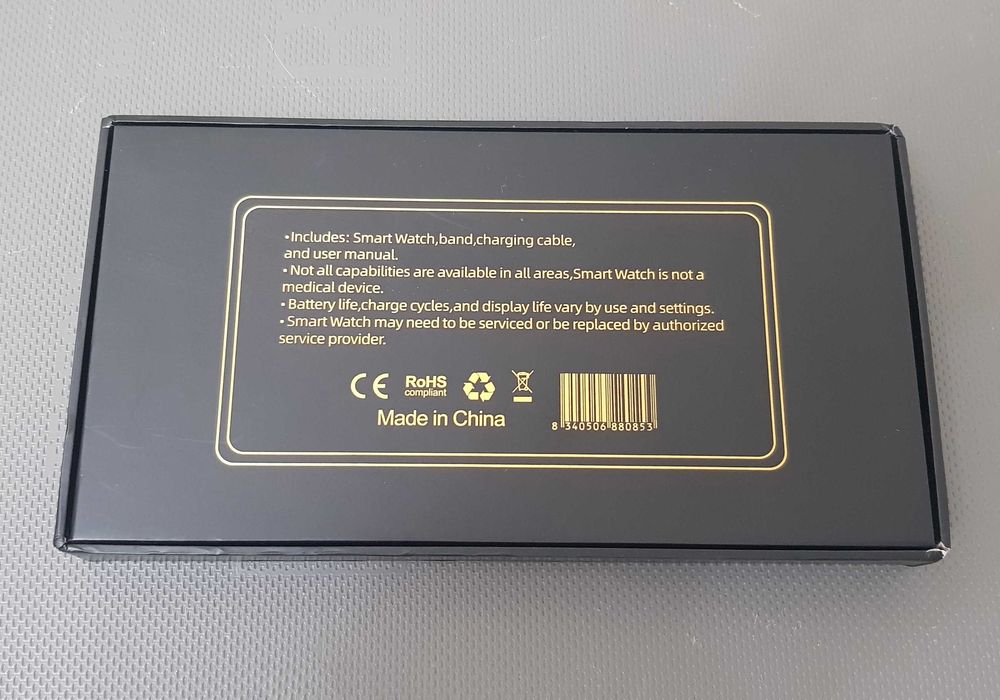 •Includes: Smart Watch,band,charging cable,
and user manual.
• Not all capabilities are available in all areas,Smart Watch is not a
medical device.
• Battery life,charge cycles,and display life vary by use and settings.
• Smart Watch may need to be serviced or be replaced by authorized
service provider.
CE RoHS
compliant
Made in China
8 340506 880853